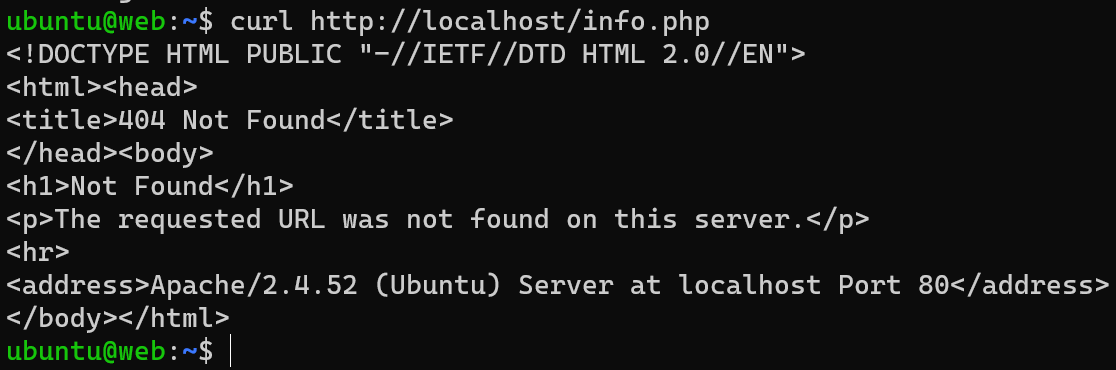 ubuntu@web:~$ curl http://localhost/info.php
<!DOCTYPE HTML PUBLIC "-//IETF//DTD HTML 2.0//EN">
<html><head>
<title>404 Not Found</title>
</head><body>
<h1>Not Found</h1>
<p>The requested URL was not found on this server.</p>
<hr>
<address>Apache/2.4.52 (Ubuntu) Server at localhost Port 80</address>
</body></html>
ubuntu@web:~$